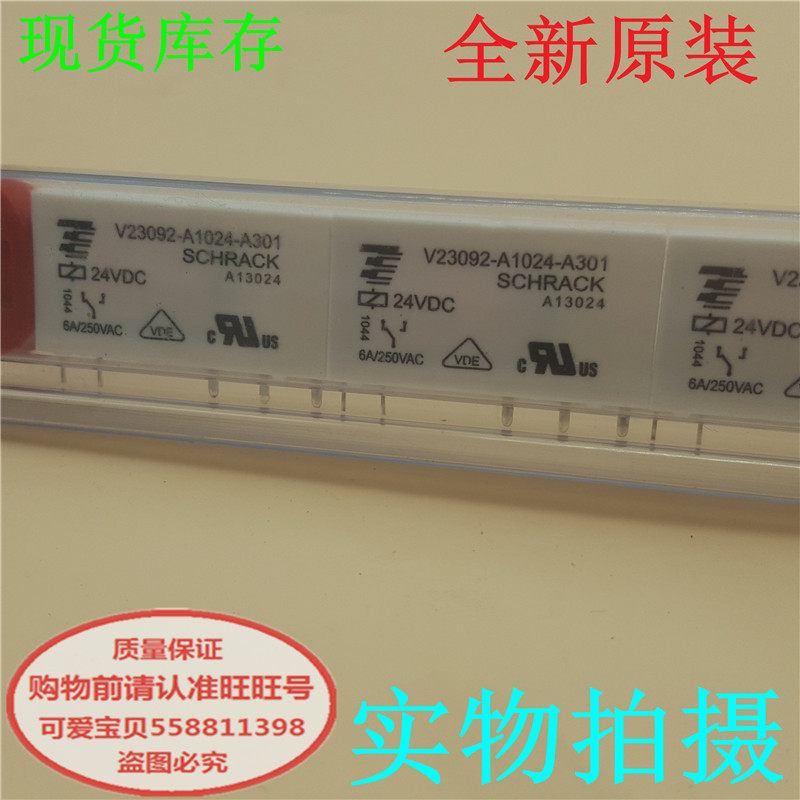 现货库存
全新原装
V23092-A1024-A301
SCHRACK
A13024
24VDC
1044
6A/250VAC
VDE
c UR US
V23092-A1024-A301
SCHRACK
A13024
24VDC
1044
6A/250VAC
VDE
c UR US
V23
24VDC
1044
6A/250VAC
质量保证
购物前请认准旺旺号
可爱宝贝558811398
盗图必究
实物拍摄